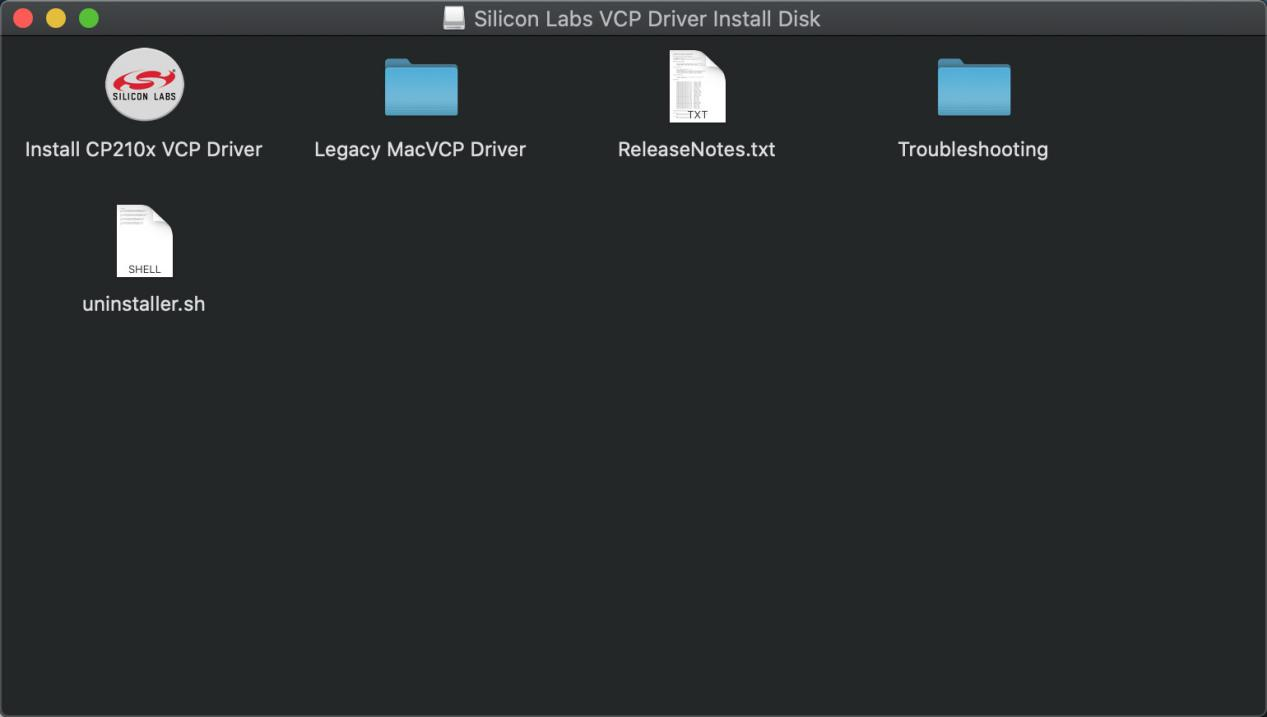 Silicon Labs VCP Driver Install Disk
SILICON LABS
TXT
Install CP210x VCP Driver
Legacy MacVCP Driver
ReleaseNotes.txt
Troubleshooting
SHELL
uninstaller.sh